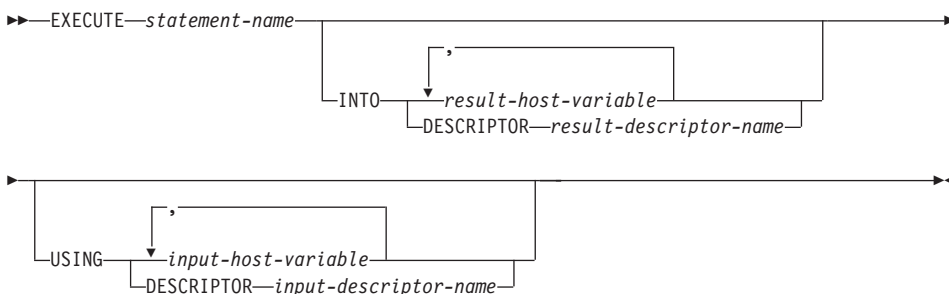 EXECUTE statement-name
,
INTO result-host-variable
DESCRIPTOR result-descriptor-name
,
USING input-host-variable
DESCRIPTOR input-descriptor-name